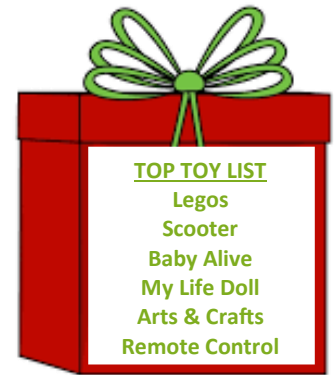 TOP TOY LIST
Legos
Scooter
Baby Alive
My Life Doll
Arts & Crafts
Remote Control